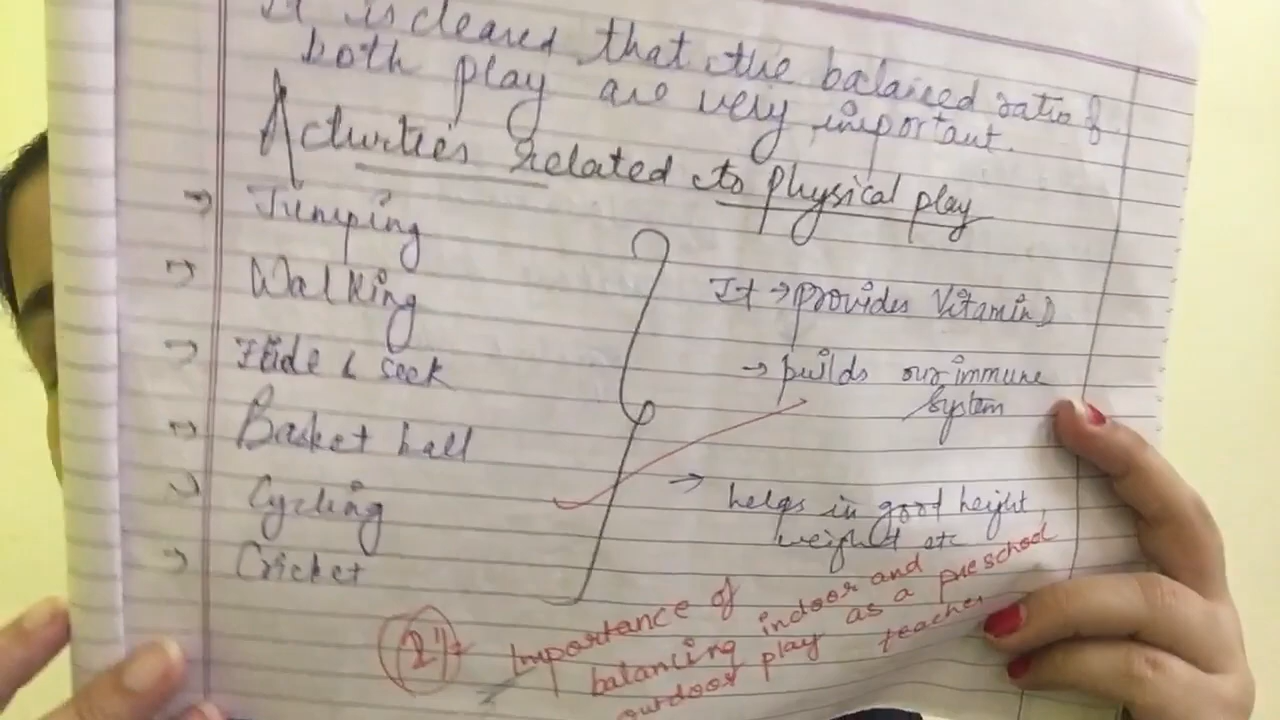 It is cleared that the balanced ratio of
both play are very important.
Activities related to physical play
→ Jumping
→ Walking
→ Hide & seek
→ Basket ball
→ Cycling
→ Cricket
It → provides Vitamin D
→ builds our immune
system
→ helps in good height,
weight etc
Importance of
balancing indoor and
outdoor play as a preschool
teacher